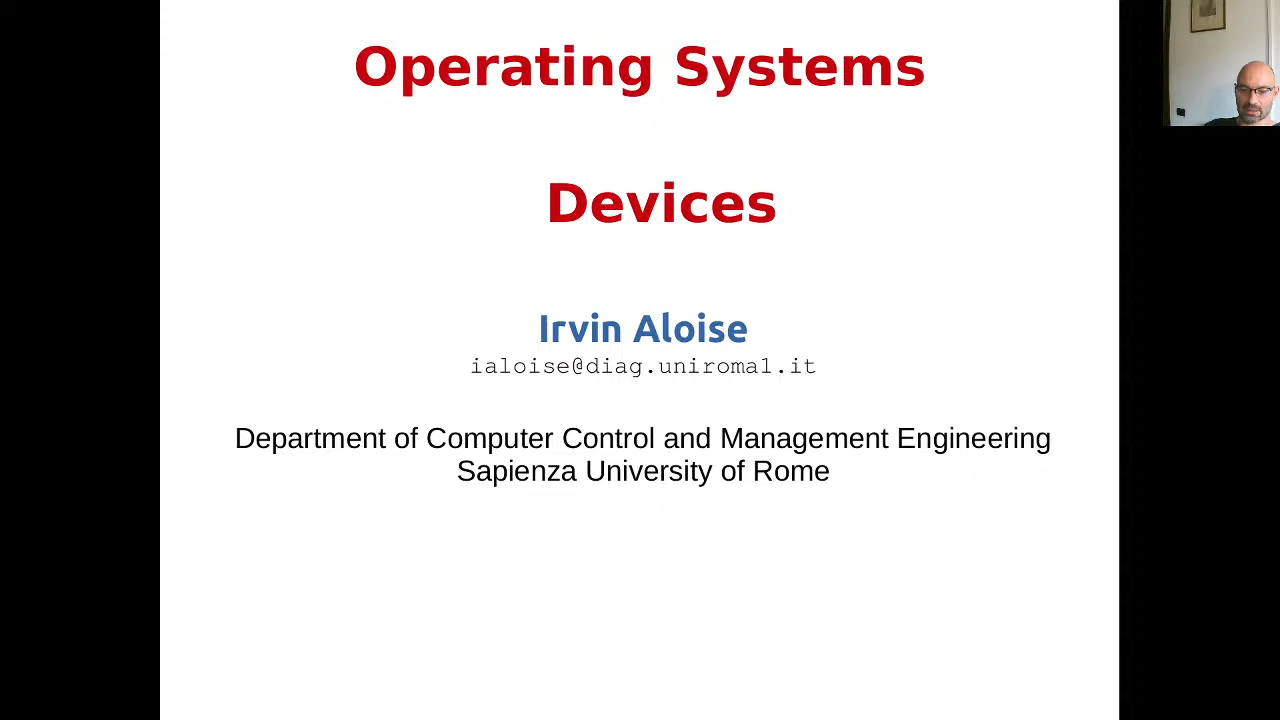 Operating Systems
Devices
Irvin Aloise
ialoise@diag.uniroma1.it
Department of Computer Control and Management Engineering
Sapienza University of Rome